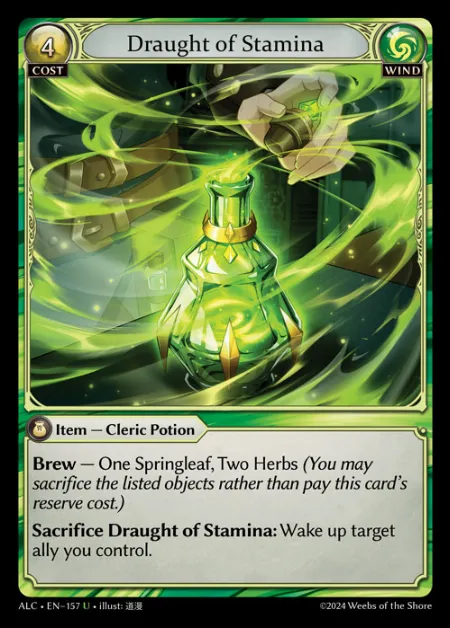 4
Draught of Stamina
COST
WIND
Item — Cleric Potion
Brew — One Springleaf, Two Herbs (You may
sacrifice the listed objects rather than pay this card's
reserve cost.)
Sacrifice Draught of Stamina: Wake up target
ally you control.
ALC • EN–157 U • illust: 道漫
©2024 Weebs of the Shore